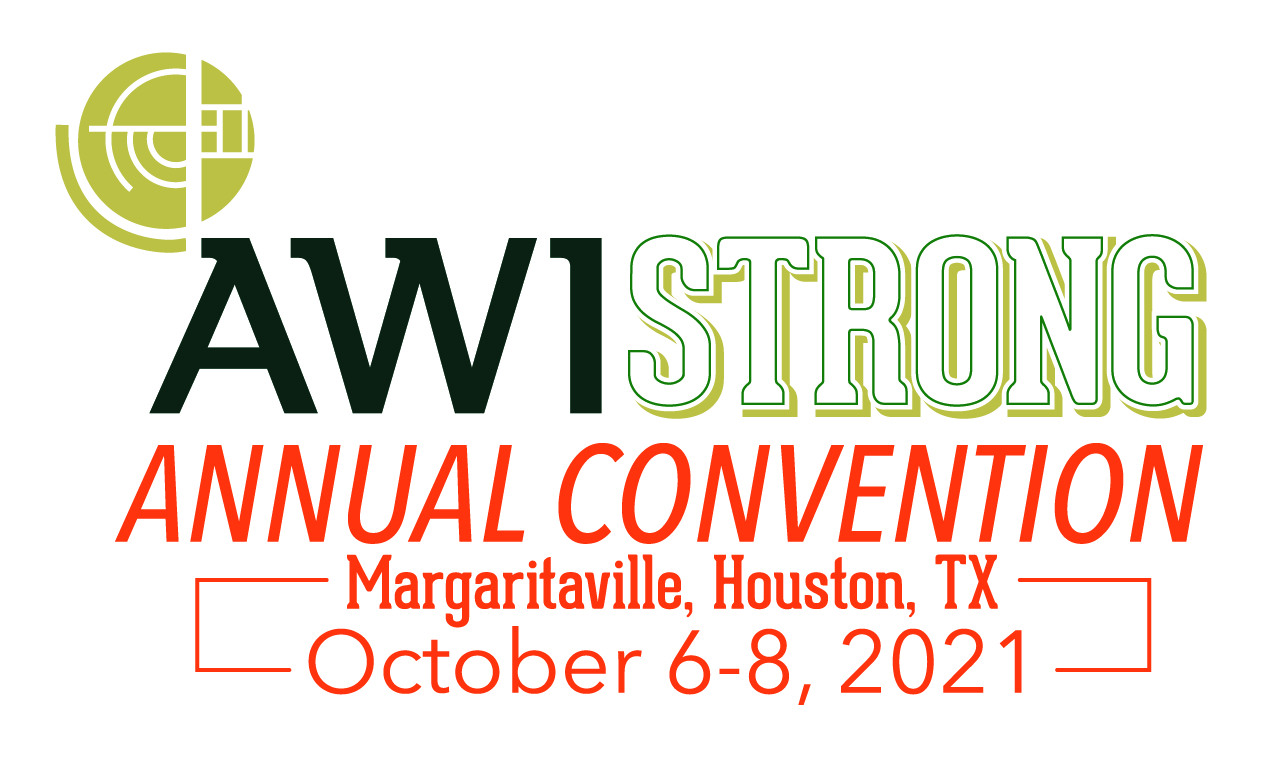 AWI STRONG
ANNUAL CONVENTION
Margaritaville, Houston, TX
October 6-8, 2021